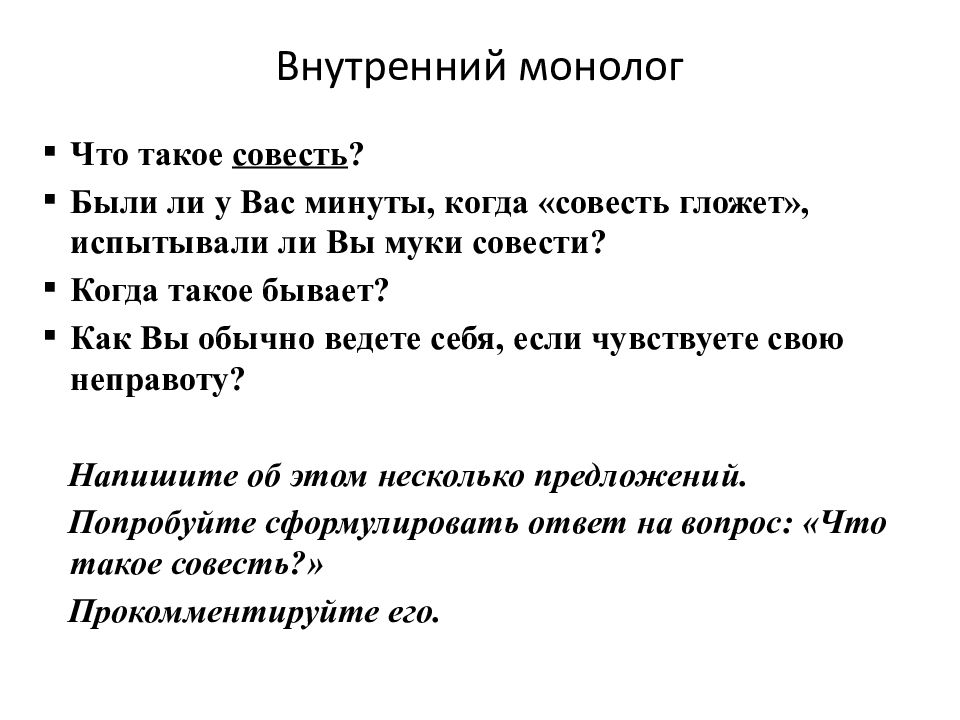 Внутренний монолог
▪ Что такое совесть?
▪ Были ли у Вас минуты, когда «совесть гложет»,
испытывали ли Вы муки совести?
▪ Когда такое бывает?
▪ Как Вы обычно ведете себя, если чувствуете свою
неправоту?
Напишите об этом несколько предложений.
Попробуйте сформулировать ответ на вопрос: «Что
такое совесть?»
Прокомментируйте его.